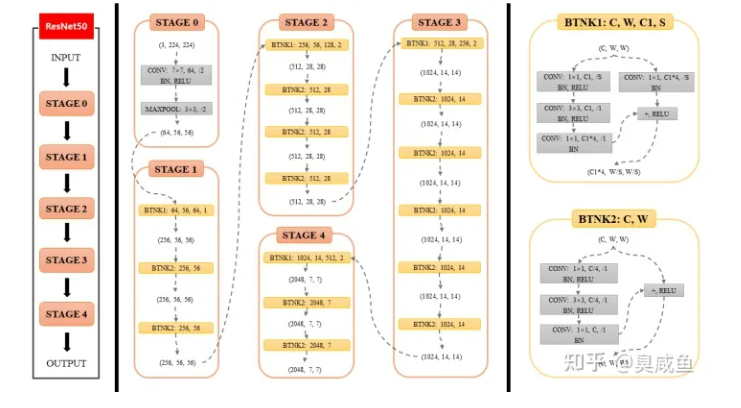 ResNet50
INPUT
STAGE 0
STAGE 1
STAGE 2
STAGE 3
STAGE 4
OUTPUT
STAGE 0
(3, 224, 224)
CONV: 7×7, 64, /2
BN, RELU
MAXPOOL: 3×3, /2
(64, 56, 56)
STAGE 1
BTNK1: 64, 56, 64, 1
(256, 56, 56)
BTNK2: 256, 56
(256, 56, 56)
BTNK2: 256, 56
(256, 56, 56)
STAGE 2
BTNK1: 256, 56, 128, 2
(512, 28, 28)
BTNK2: 512, 28
(512, 28, 28)
BTNK2: 512, 28
(512, 28, 28)
BTNK2: 512, 28
(512, 28, 28)
STAGE 4
BTNK1: 1024, 14, 512, 2
(2048, 7, 7)
BTNK2: 2048, 7
(2048, 7, 7)
BTNK2: 2048, 7
(2048, 7, 7)
STAGE 3
BTNK1: 512, 28, 256, 2
(1024, 14, 14)
BTNK2: 1024, 14
(1024, 14, 14)
BTNK2: 1024, 14
(1024, 14, 14)
BTNK2: 1024, 14
(1024, 14, 14)
BTNK2: 1024, 14
(1024, 14, 14)
BTNK2: 1024, 14
(1024, 14, 14)
BTNK1: C, W, C1, S
(C, W, W)
CONV: 1×1, C1, /S
BN, RELU
CONV: 1×1, C1*4, /S
BN
CONV: 3×3, C1, /1
BN, RELU
+, RELU
CONV: 1×1, C1*4, /1
BN
(C1*4, W/S, W/S)
BTNK2: C, W
(C, W, W)
CONV: 1×1, C/4, /1
BN, RELU
CONV: 3×3, C/4, /1
BN, RELU
+, RELU
CONV: 1×1, C, /1
BN
(C, W, W)
知乎 @臭咸鱼